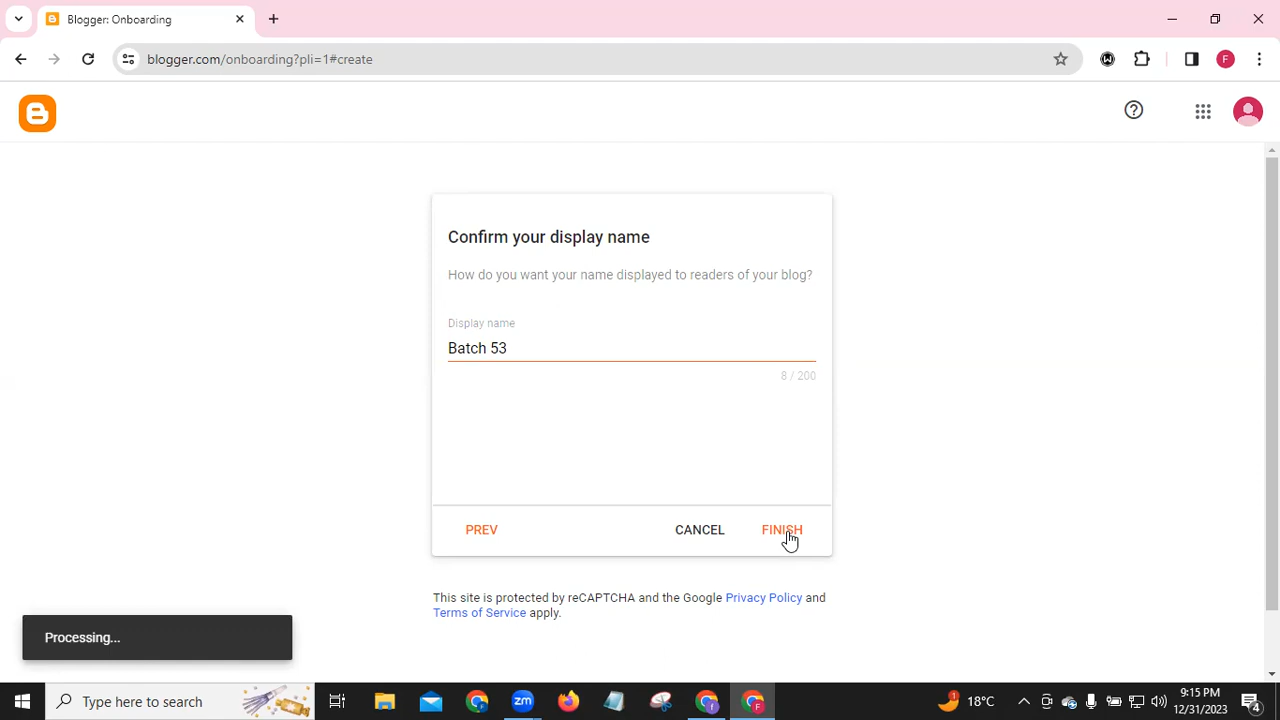 Blogger: Onboarding
blogger.com/onboarding?pli=1#create
F
Confirm your display name
How do you want your name displayed to readers of your blog?
Display name
Batch 53
8 / 200
PREV
CANCEL
FINISH
This site is protected by reCAPTCHA and the Google Privacy Policy and
Terms of Service apply.
Processing...
Type here to search
zm
f
F
1
18°C
9:15 PM
12/31/2023
4